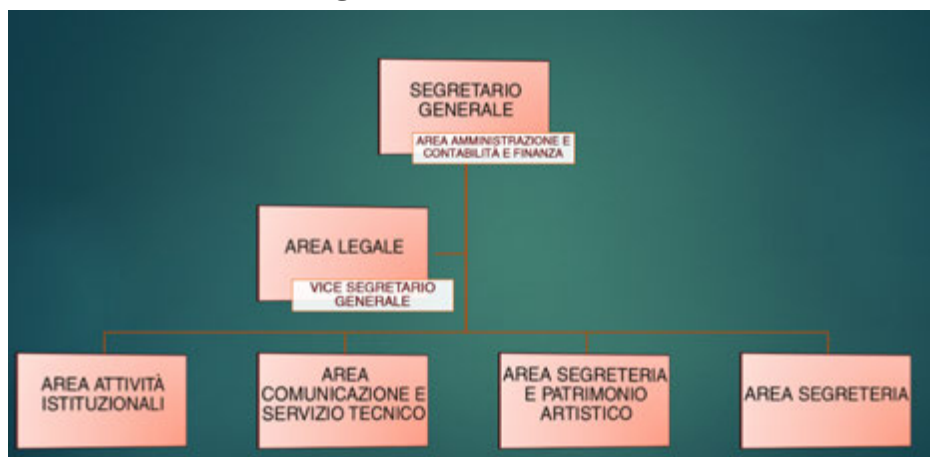 SEGRETARIO
GENERALE
AREA AMMINISTRAZIONE E
CONTABILITÀ E FINANZA
AREA LEGALE
VICE SEGRETARIO
GENERALE
AREA ATTIVITÀ
ISTITUZIONALI
AREA
COMUNICAZIONE E
SERVIZIO TECNICO
AREA SEGRETERIA
E PATRIMONIO
ARTISTICO
AREA SEGRETERIA